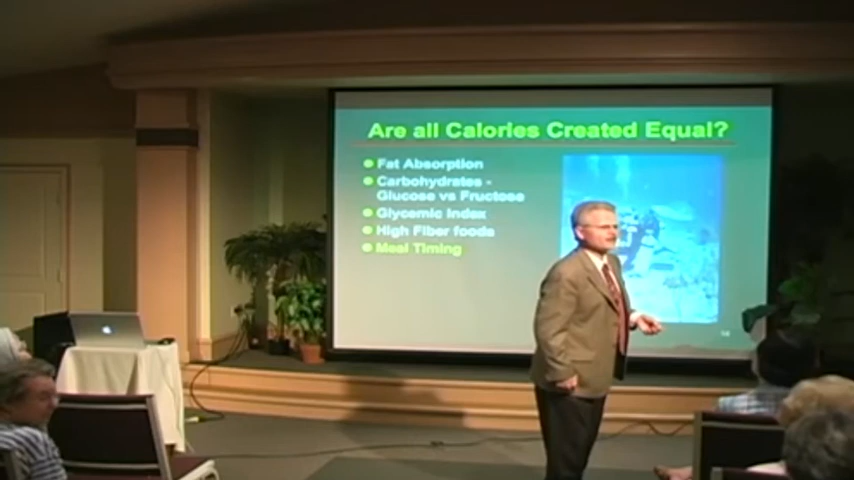 Are all Calories Created Equal?
Fat Absorption
Carbohydrates -
Glucose vs Fructose
Glycemic Index
High Fiber foods
Meal Timing